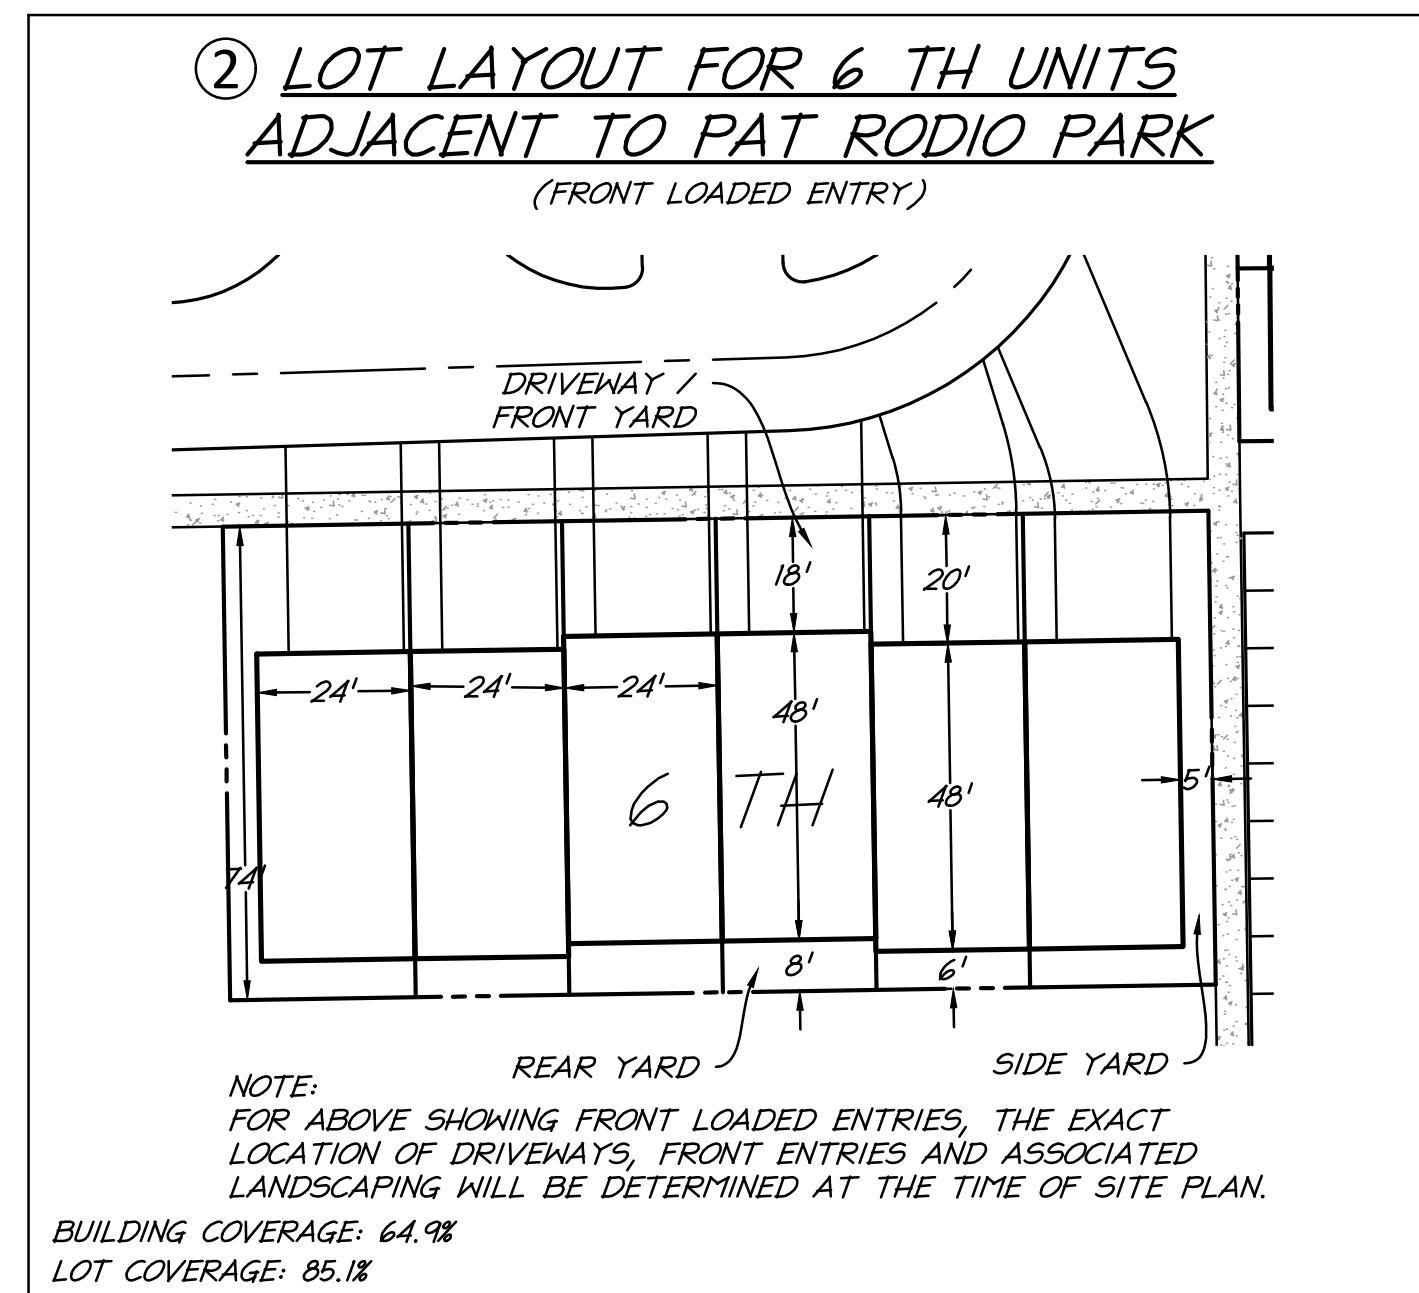 2 LOT LAYOUT FOR 6 TH UNITS
ADJACENT TO PAT RODIO PARK
(FRONT LOADED ENTRY)
DRIVEWAY /
FRONT YARD
18'
20'
24'
24'
24'
48'
6 TH
48'
5'
74'
8'
6'
REAR YARD
SIDE YARD
NOTE:
FOR ABOVE SHOWING FRONT LOADED ENTRIES, THE EXACT
LOCATION OF DRIVEWAYS, FRONT ENTRIES AND ASSOCIATED
LANDSCAPING WILL BE DETERMINED AT THE TIME OF SITE PLAN.
BUILDING COVERAGE: 64.9%
LOT COVERAGE: 85.1%